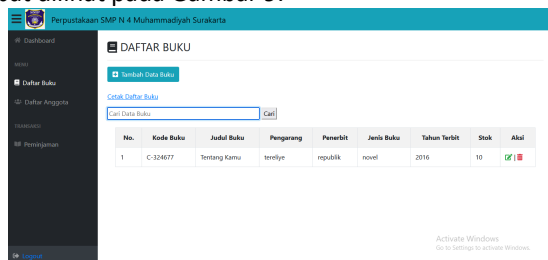 Perpustakaan SMP N 4 Muhammadiyah Surakarta
Dashboard
MENU
Daftar Buku
Daftar Anggota
TRANSAKSI
Peminjaman
Logout
DAFTAR BUKU
Tambah Data Buku
Cetak Daftar Buku
Cari Data Buku Cari
No. Kode Buku Judul Buku Pengarang Penerbit Jenis Buku Tahun Terbit Stok Aksi
1 C-324677 Tentang Kamu tereliye republik novel 2016 10 |
Activate Windows
Go to Settings to activate Windows.